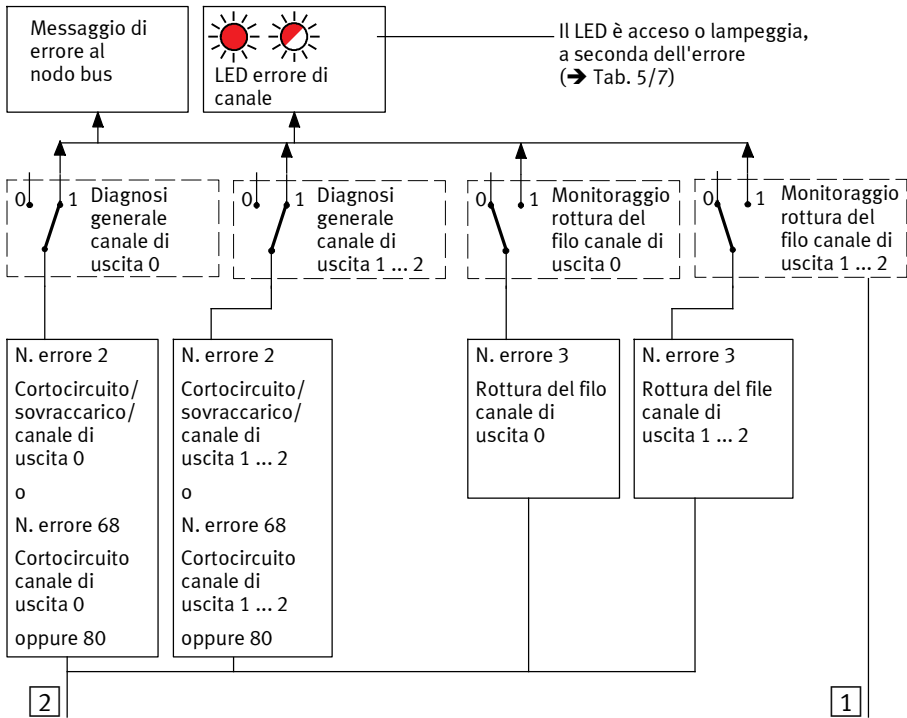 Messaggio di
errore al
nodo bus
LED errore di
canale
Il LED è acceso o lampeggia,
a seconda dell'errore
(➔ Tab. 5/7)
0
1
Diagnosi
generale
canale di
uscita 0
0
1
Diagnosi
generale
canale di
uscita 1 ... 2
0
1
Monitoraggio
rottura del
filo canale di
uscita 0
0
1
Monitoraggio
rottura del
filo canale di
uscita 1 ... 2
N. errore 2
Cortocircuito/
sovraccarico/
canale di
uscita 0
o
N. errore 68
Cortocircuito
canale di
uscita 0
oppure 80
N. errore 2
Cortocircuito/
sovraccarico/
canale di
uscita 1 ... 2
o
N. errore 68
Cortocircuito
canale di
uscita 1 ... 2
oppure 80
N. errore 3
Rottura del filo
canale di
uscita 0
N. errore 3
Rottura del file
canale di
uscita 1 ... 2
2
1